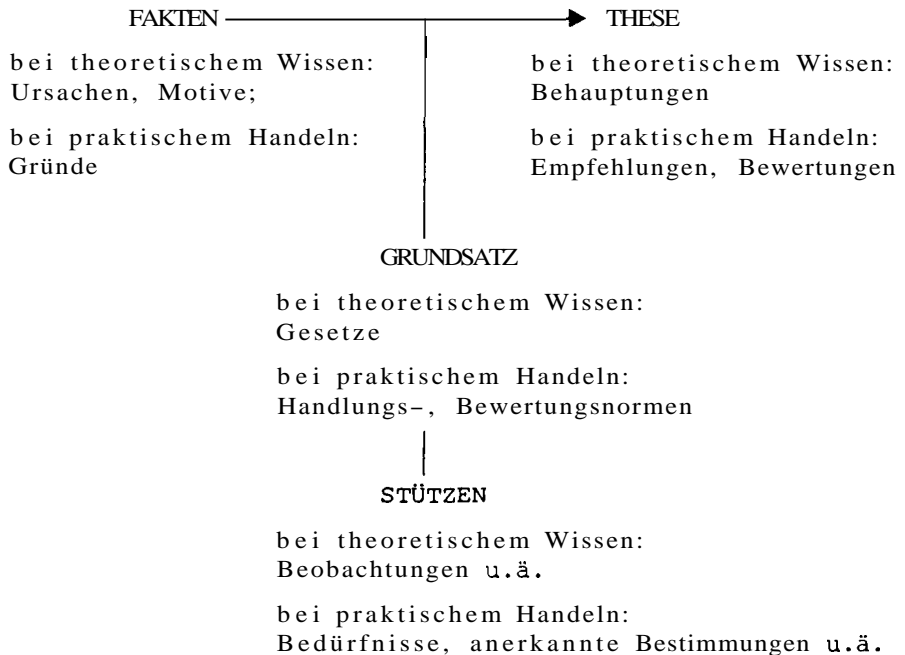 FAKTEN
THESE
bei theoretischem Wissen:
Ursachen, Motive;
bei praktischem Handeln:
Gründe
bei theoretischem Wissen:
Behauptungen
bei praktischem Handeln:
Empfehlungen, Bewertungen
GRUNDSATZ
bei theoretischem Wissen:
Gesetze
bei praktischem Handeln:
Handlungs-, Bewertungsnormen
STÜTZEN
bei theoretischem Wissen:
Beobachtungen u.ä.
bei praktischem Handeln:
Bedürfnisse, anerkannte Bestimmungen u.ä.